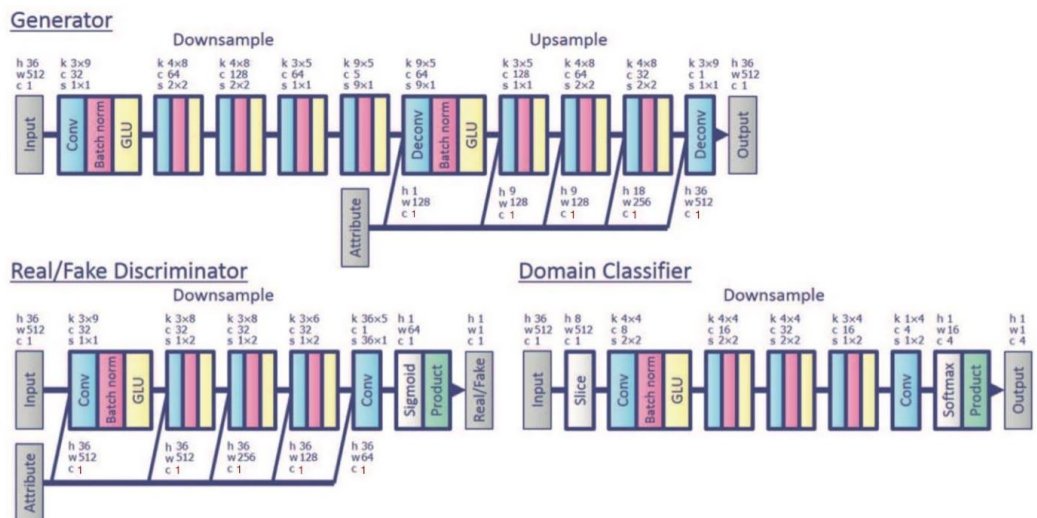 Generator
Downsample
Upsample
k 3×9 k 4×8 k 4×8 k 3×5 k 9×5 k 9×5 k 3×5 k 4×8 k 4×8 k 3×9
h 36 c 32 c 64 c 128 c 64 c 5 c 64 c 128 c 64 c 32 c 1 h 36
w 512 s 1×1 s 2×2 s 2×2 s 1×1 s 9×1 s 9×1 s 1×1 s 2×2 s 2×2 s 1×1 w 512
c 1 c 1
Input Conv Batch norm GLU Deconv Batch norm GLU Deconv Output
h 1 h 9 h 9 h 18 h 36
w 128 w 128 w 128 w 256 w 512
c 1 c 1 c 1 c 1 c 1
Attribute
Real/Fake Discriminator
Downsample
h 36 k 3×9 k 3×8 k 3×8 k 3×6 k 36×5 h 1 h 1
w 512 c 32 c 32 c 32 c 32 c 1 w 64 w 1
c 1 s 1×1 s 1×2 s 1×2 s 1×2 s 36×1 c 1 c 1
Input Conv Batch norm GLU Conv Sigmoid Product Real/Fake
h 36 h 36 h 36 h 36 h 36
w 512 w 512 w 256 w 128 w 64
c 1 c 1 c 1 c 1 c 1
Attribute
Domain Classifier
Downsample
h 36 h 8 k 4×4 k 4×4 k 4×4 k 3×4 k 1×4 h 1 h 1
w 512 w 512 c 8 c 16 c 32 c 16 c 4 w 16 w 1
c 1 c 1 s 2×2 s 2×2 s 2×2 s 1×2 s 1×2 c 4 c 4
Input Slice Conv Batch norm GLU Conv Softmax Product Output